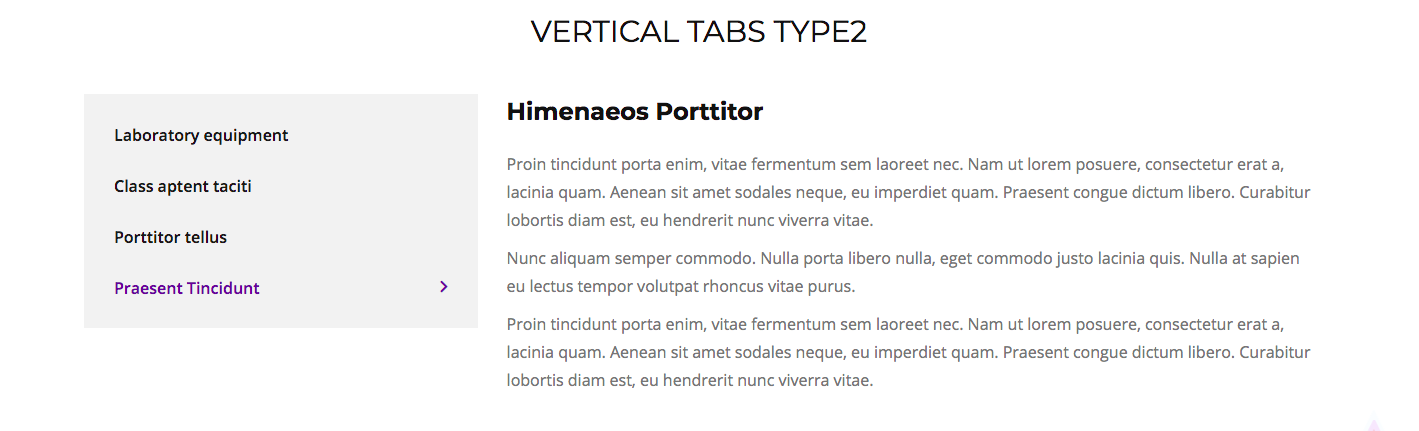 VERTICAL TABS TYPE2
Laboratory equipment
Class aptent taciti
Porttitor tellus
Praesent Tincidunt
Himenaeos Porttitor
Proin tincidunt porta enim, vitae fermentum sem laoreet nec. Nam ut lorem posuere, consectetur erat a,
lacinia quam. Aenean sit amet sodales neque, eu imperdiet quam. Praesent congue dictum libero. Curabitur
lobortis diam est, eu hendrerit nunc viverra vitae.
Nunc aliquam semper commodo. Nulla porta libero nulla, eget commodo justo lacinia quis. Nulla at sapien
eu lectus tempor volutpat rhoncus vitae purus.
Proin tincidunt porta enim, vitae fermentum sem laoreet nec. Nam ut lorem posuere, consectetur erat a,
lacinia quam. Aenean sit amet sodales neque, eu imperdiet quam. Praesent congue dictum libero. Curabitur
lobortis diam est, eu hendrerit nunc viverra vitae.